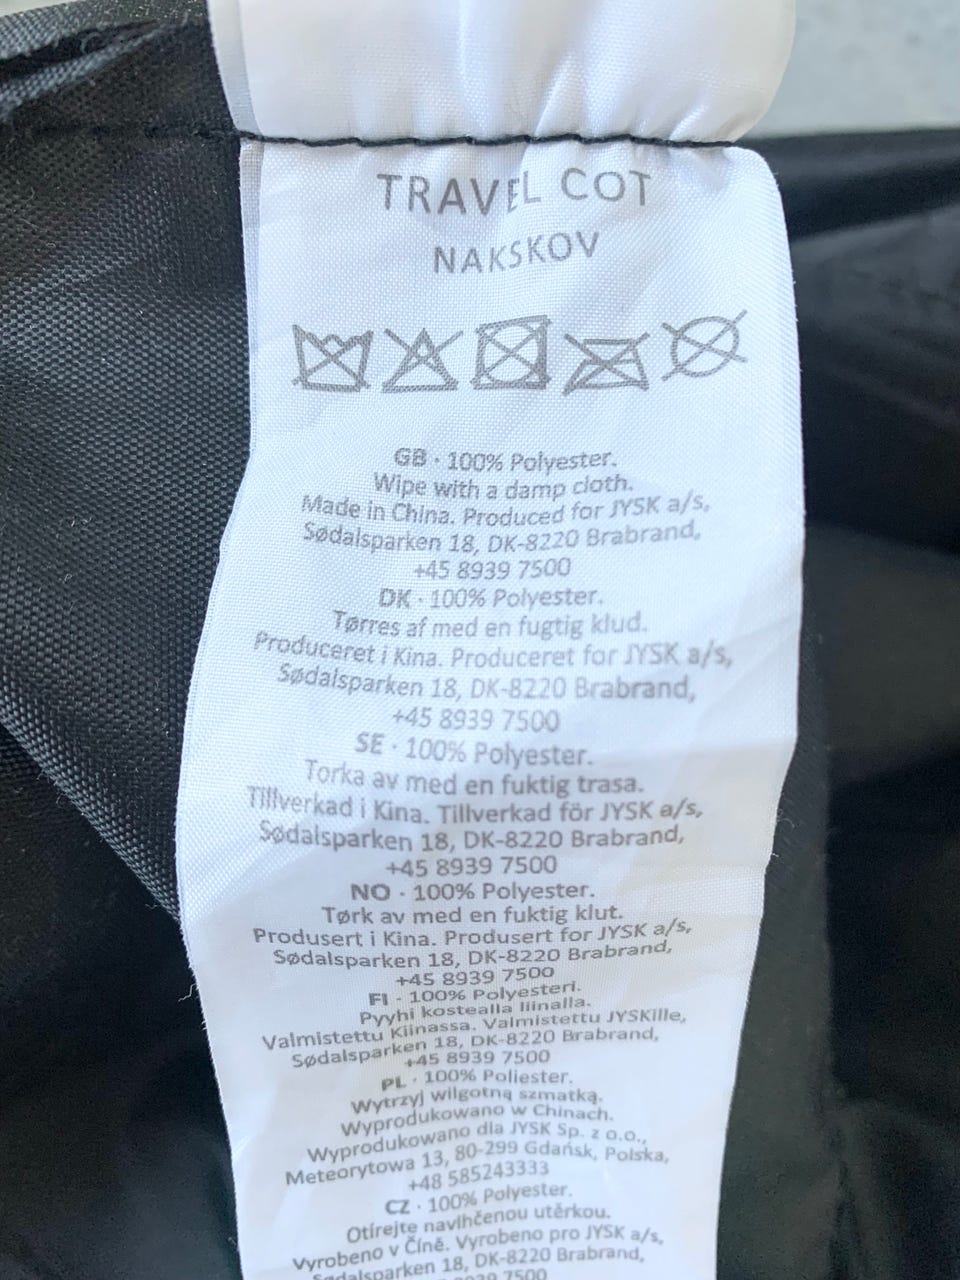 TRAVEL COT
NAKSKOV
GB · 100% Polyester.
Wipe with a damp cloth.
Made in China. Produced for JYSK a/s,
Sødalsparken 18, DK-8220 Brabrand,
+45 8939 7500
DK · 100% Polyester.
Tørres af med en fugtig klud.
Produceret i Kina. Produceret for JYSK a/s,
Sødalsparken 18, DK-8220 Brabrand,
+45 8939 7500
SE · 100% Polyester.
Torka av med en fuktig trasa.
Tillverkad i Kina. Tillverkad för JYSK a/s,
Sødalsparken 18, DK-8220 Brabrand,
+45 8939 7500
NO · 100% Polyester.
Tørk av med en fuktig klut.
Produsert i Kina. Produsert for JYSK a/s,
Sødalsparken 18, DK-8220 Brabrand,
+45 8939 7500
FI · 100% Polyesteri.
Pyyhi kostealla liinalla.
Valmistettu Kiinassa. Valmistettu JYSKille,
Sødalsparken 18, DK-8220 Brabrand,
+45 8939 7500
PL · 100% Poliester.
Wytrzyj wilgotną szmatką.
Wyprodukowano w Chinach.
Wyprodukowano dla JYSK Sp. z o.o.,
Meteorytowa 13, 80-299 Gdańsk, Polska,
+48 585243333
CZ · 100% Polyester.
Otírejte navlhčenou utěrkou.
Vyrobeno v Číně. Vyrobeno pro JYSK a/s,
Sødalsparken 18, DK-8220 Brabrand,
8939 7500